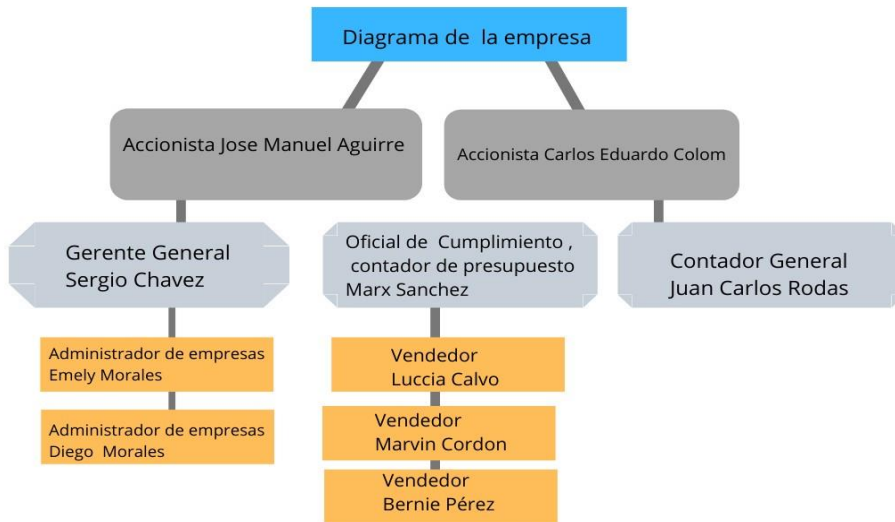 Diagrama de la empresa
Accionista Jose Manuel Aguirre
Accionista Carlos Eduardo Colom
Gerente General
Sergio Chavez
Oficial de Cumplimiento ,
contador de presupuesto
Marx Sanchez
Contador General
Juan Carlos Rodas
Administrador de empresas
Emely Morales
Administrador de empresas
Diego Morales
Vendedor
Luccia Calvo
Vendedor
Marvin Cordon
Vendedor
Bernie Pérez